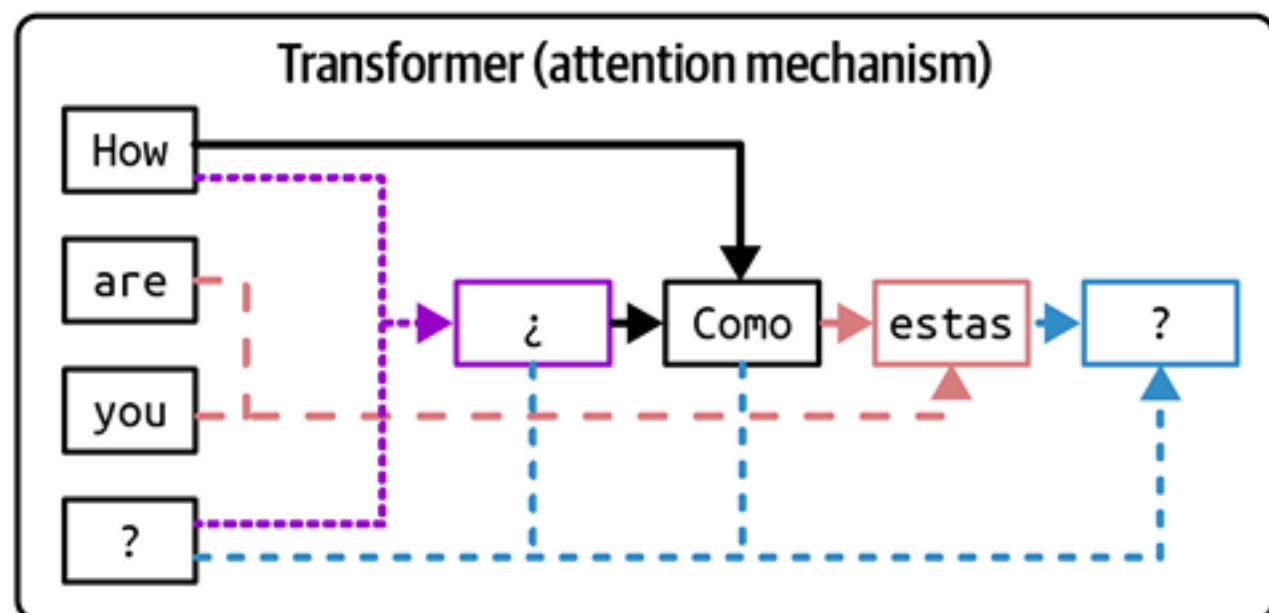 Transformer (attention mechanism)
How
are
you
?
¿ Como estas ?